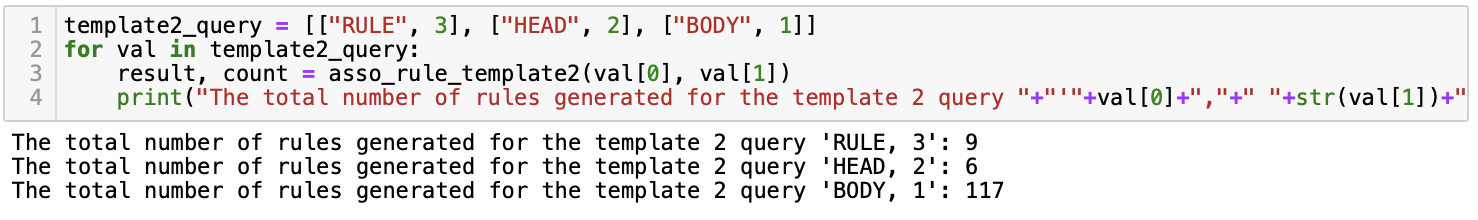 1 template2_query = [["RULE", 3], ["HEAD", 2], ["BODY", 1]]
2 for val in template2_query:
3     result, count = asso_rule_template2(val[0], val[1])
4     print("The total number of rules generated for the template 2 query "+"'"+val[0]+","+" "+str(val[1])+"
The total number of rules generated for the template 2 query 'RULE, 3': 9
The total number of rules generated for the template 2 query 'HEAD, 2': 6
The total number of rules generated for the template 2 query 'BODY, 1': 117